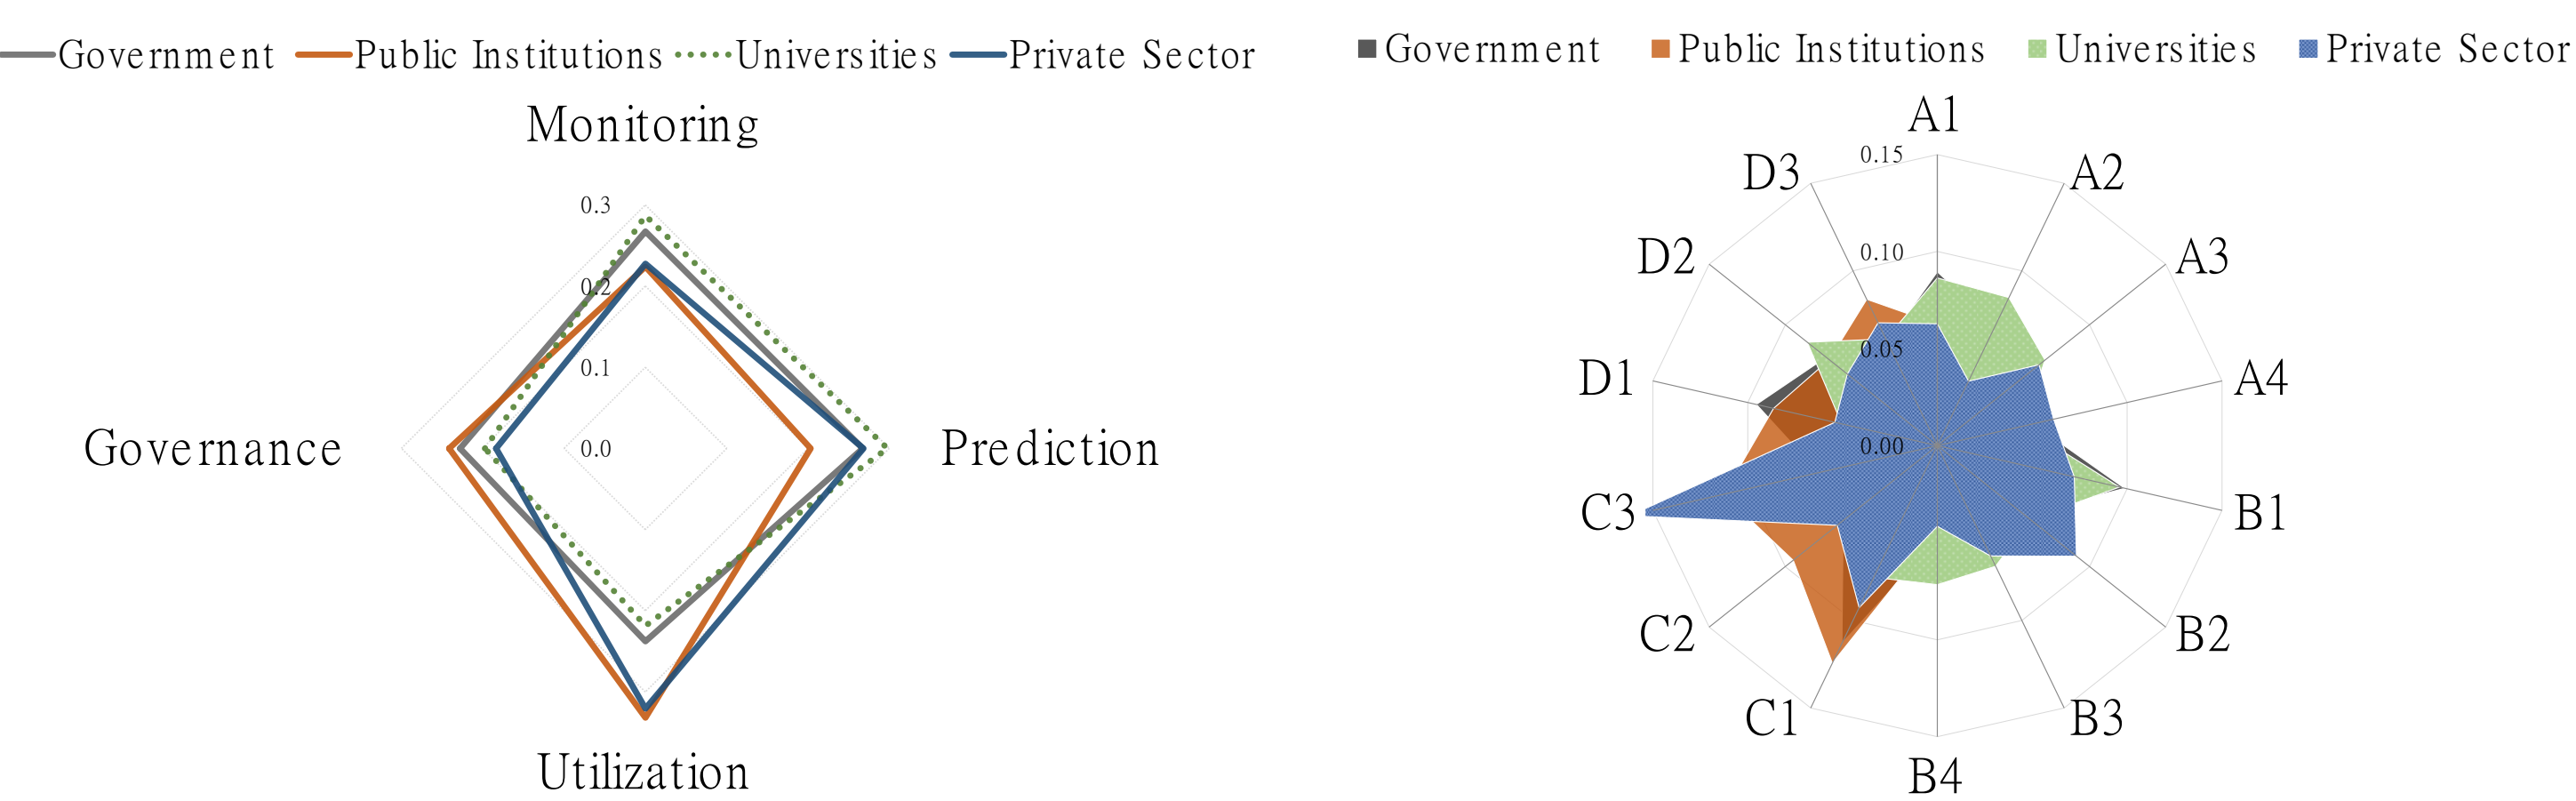 Government Public Institutions Universities Private Sector
Monitoring
0.3
0.2
0.1
Governance
0.0
Prediction
Utilization
Government Public Institutions Universities Private Sector
A1
0.15
D3
A2
0.10
D2
A3
0.05
D1
A4
0.00
C3
B1
C2
B2
C1
B3
B4